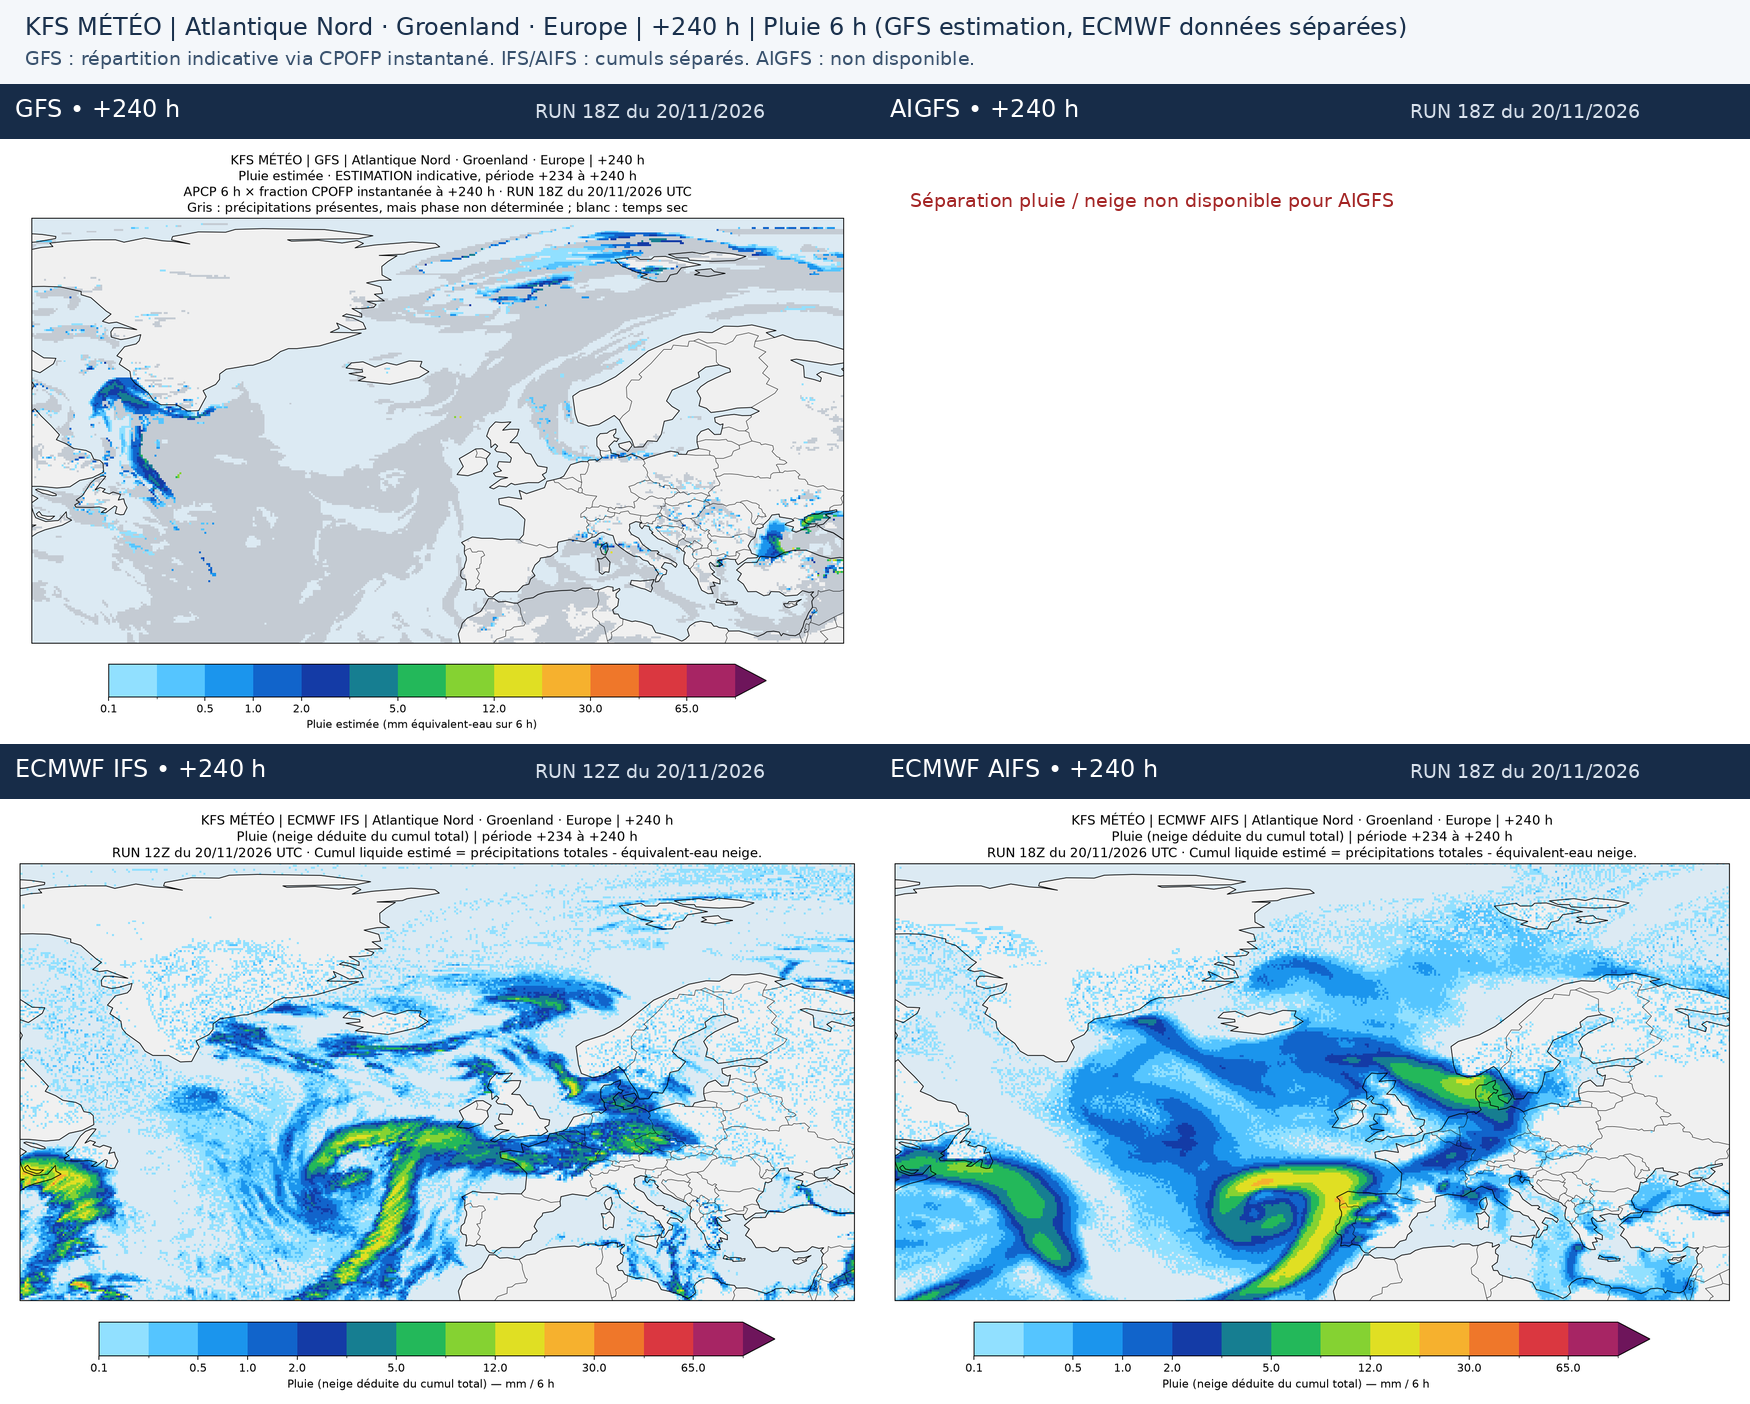 KFS MÉTÉO | Atlantique Nord · Groenland · Europe | +240 h | Pluie 6 h (GFS estimation, ECMWF données séparées)
GFS : répartition indicative via CPOFP instantané. IFS/AIFS : cumuls séparés. AIGFS : non disponible.
GFS • +240 h
RUN 18Z du 20/11/2026
AIGFS • +240 h
RUN 18Z du 20/11/2026
KFS MÉTÉO | GFS | Atlantique Nord · Groenland · Europe | +240 h
Pluie estimée · ESTIMATION indicative, période +234 à +240 h
APCP 6 h × fraction CPOFP instantanée à +240 h · RUN 18Z du 20/11/2026 UTC
Gris : précipitations présentes, mais phase non déterminée ; blanc : temps sec
Séparation pluie / neige non disponible pour AIGFS
0.1 0.5 1.0 2.0 5.0 12.0 30.0 65.0
Pluie estimée (mm équivalent-eau sur 6 h)
ECMWF IFS • +240 h
RUN 12Z du 20/11/2026
ECMWF AIFS • +240 h
RUN 18Z du 20/11/2026
KFS MÉTÉO | ECMWF IFS | Atlantique Nord · Groenland · Europe | +240 h
Pluie (neige déduite du cumul total) | période +234 à +240 h
RUN 12Z du 20/11/2026 UTC · Cumul liquide estimé = précipitations totales - équivalent-eau neige.
0.1 0.5 1.0 2.0 5.0 12.0 30.0 65.0
Pluie (neige déduite du cumul total) — mm / 6 h
KFS MÉTÉO | ECMWF AIFS | Atlantique Nord · Groenland · Europe | +240 h
Pluie (neige déduite du cumul total) | période +234 à +240 h
RUN 18Z du 20/11/2026 UTC · Cumul liquide estimé = précipitations totales - équivalent-eau neige.
0.1 0.5 1.0 2.0 5.0 12.0 30.0 65.0
Pluie (neige déduite du cumul total) — mm / 6 h